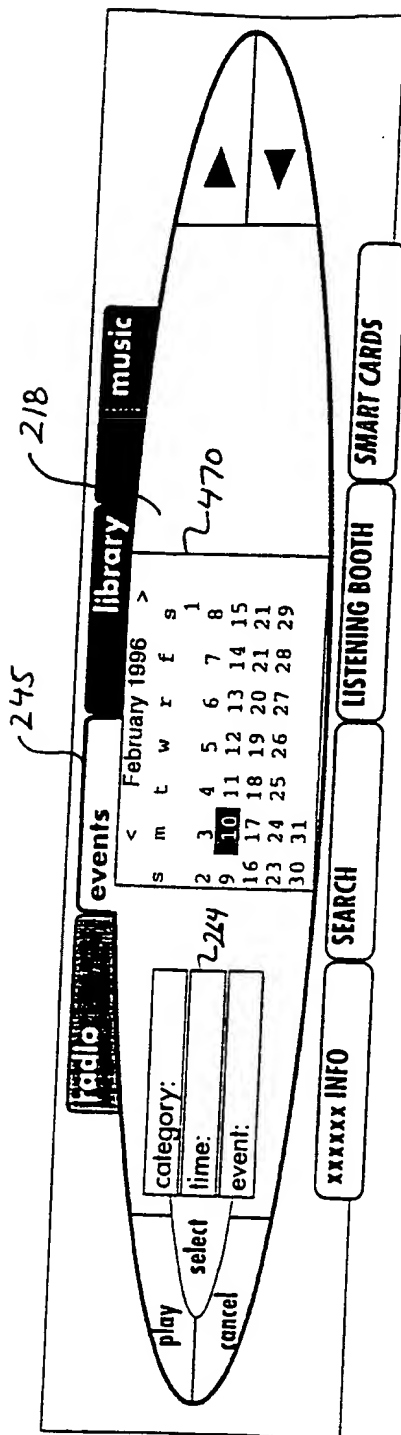 245
218
radio
events
library
music
< February 1996 >
s m t w r f s
1
2 3 4 5 6 7 8
9 10 11 12 13 14 15
16 17 18 19 20 21 21
23 24 25 26 27 28 29
30 31
470
264
play
select
cancel
category:
time:
event:
xxxxxx INFO
SEARCH
LISTENING BOOTH
SMART CARDS